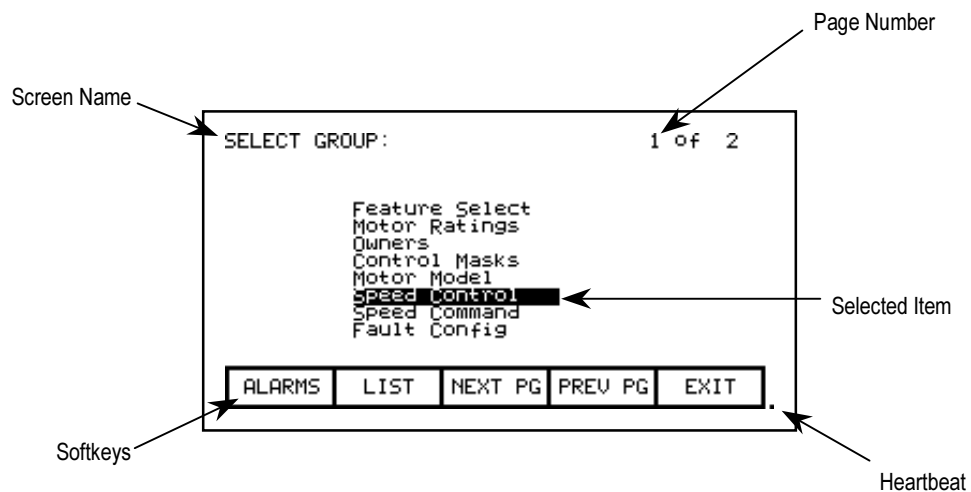 Page Number
Screen Name
SELECT GROUP: 1 of 2
Feature Select
Motor Ratings
Owners
Control Masks
Motor Model
Speed Control
Selected Item
Speed Command
Fault Config
ALARMS LIST NEXT PG PREV PG EXIT
Softkeys
Heartbeat